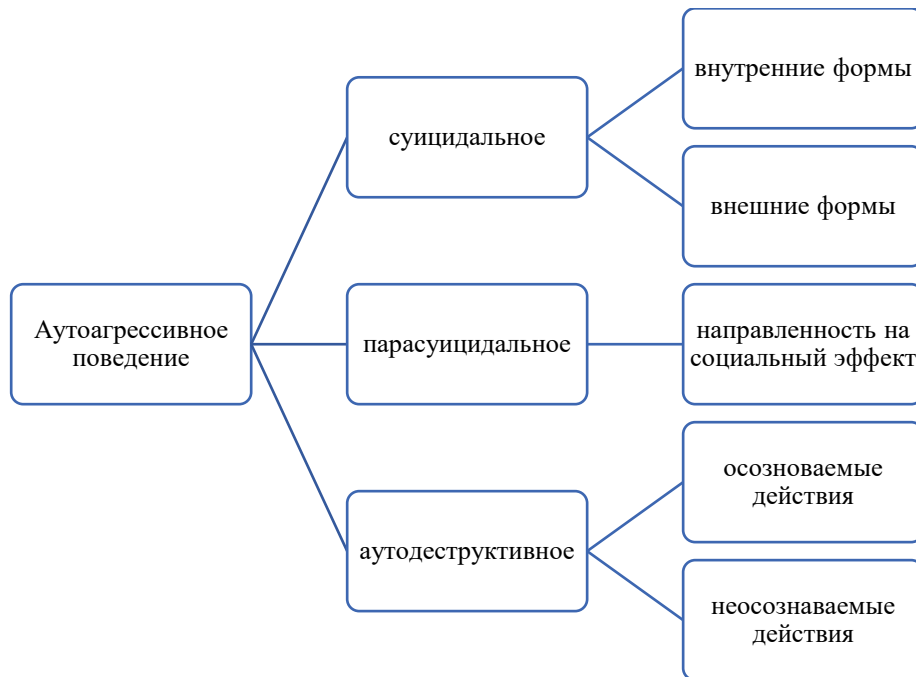 Аутоагрессивное
поведение
суицидальное
внутренние формы
внешние формы
парасуицидальное
направленность на
социальный эффект
аутодеструктивное
осозноваемые
действия
неосознаваемые
действия